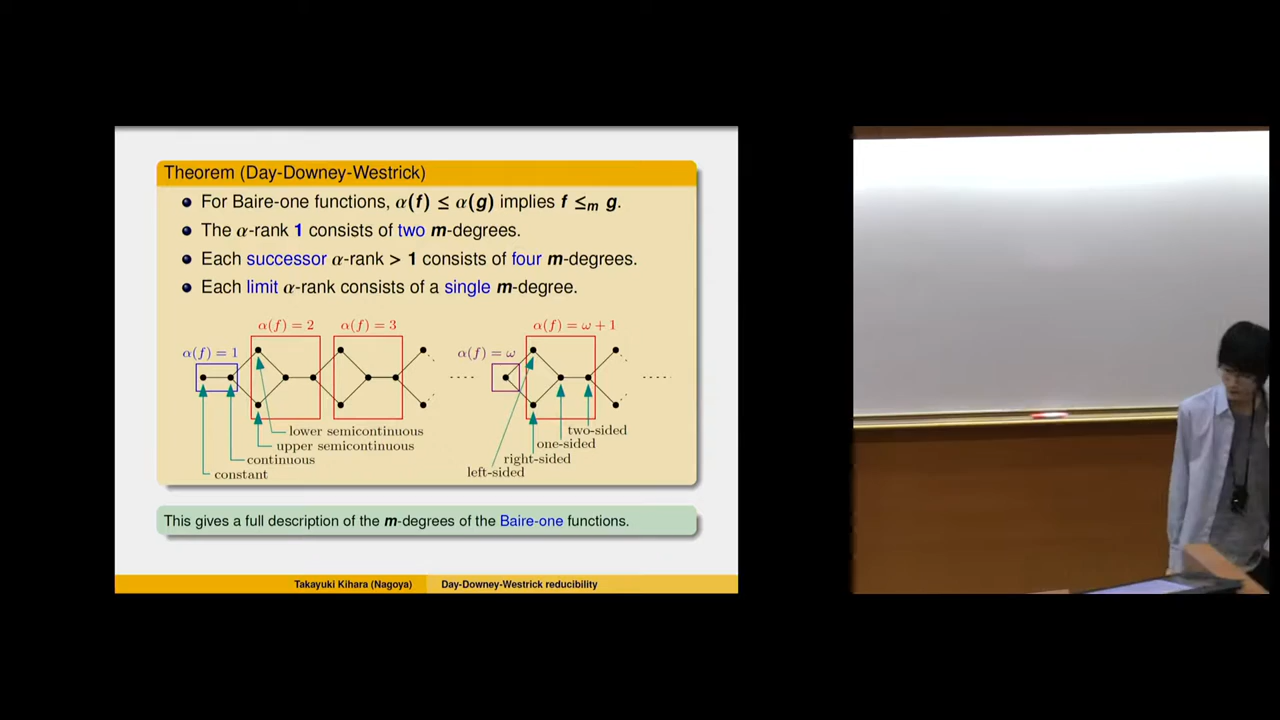 Theorem (Day-Downey-Westrick)
For Baire-one functions, α(f) ≤ α(g) implies f ≤m g.
The α-rank 1 consists of two m-degrees.
Each successor α-rank > 1 consists of four m-degrees.
Each limit α-rank consists of a single m-degree.
α(f) = 2 α(f) = 3 α(f) = ω + 1
α(f) = 1 α(f) = ω
lower semicontinuous two-sided
upper semicontinuous one-sided
continuous right-sided
constant left-sided
This gives a full description of the m-degrees of the Baire-one functions.
Takayuki Kihara (Nagoya) Day-Downey-Westrick reducibility